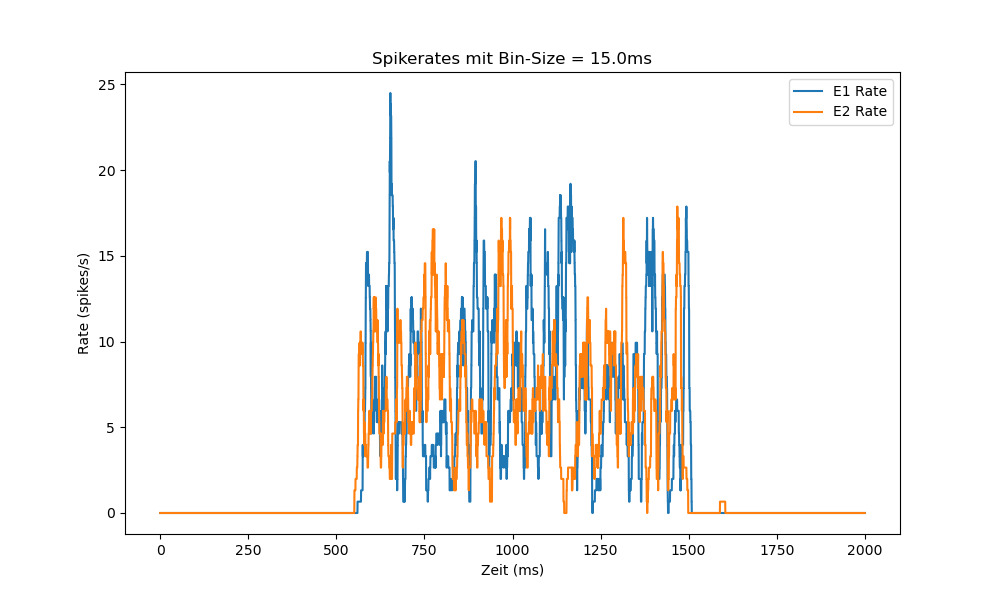 Spikerates mit Bin-Size = 15.0ms
E1 Rate
E2 Rate
Rate (spikes/s)
25
20
15
10
5
0
0 250 500 750 1000 1250 1500 1750 2000
Zeit (ms)